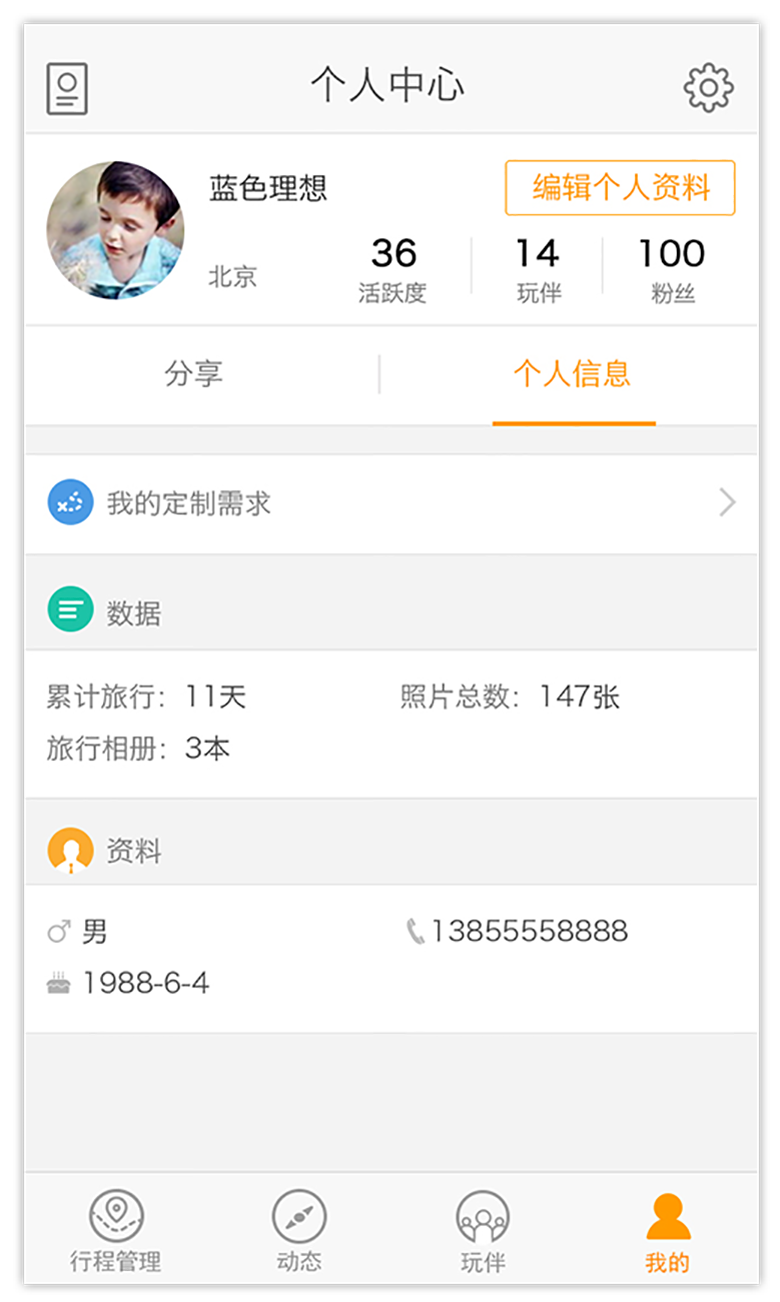 个人中心
蓝色理想
编辑个人资料
北京
36
14
100
活跃度
玩伴
粉丝
分享
个人信息
我的定制需求
数据
累计旅行：11天
照片总数：147张
旅行相册：3本
资料
男
13855558888
1988-6-4
行程管理
动态
玩伴
我的